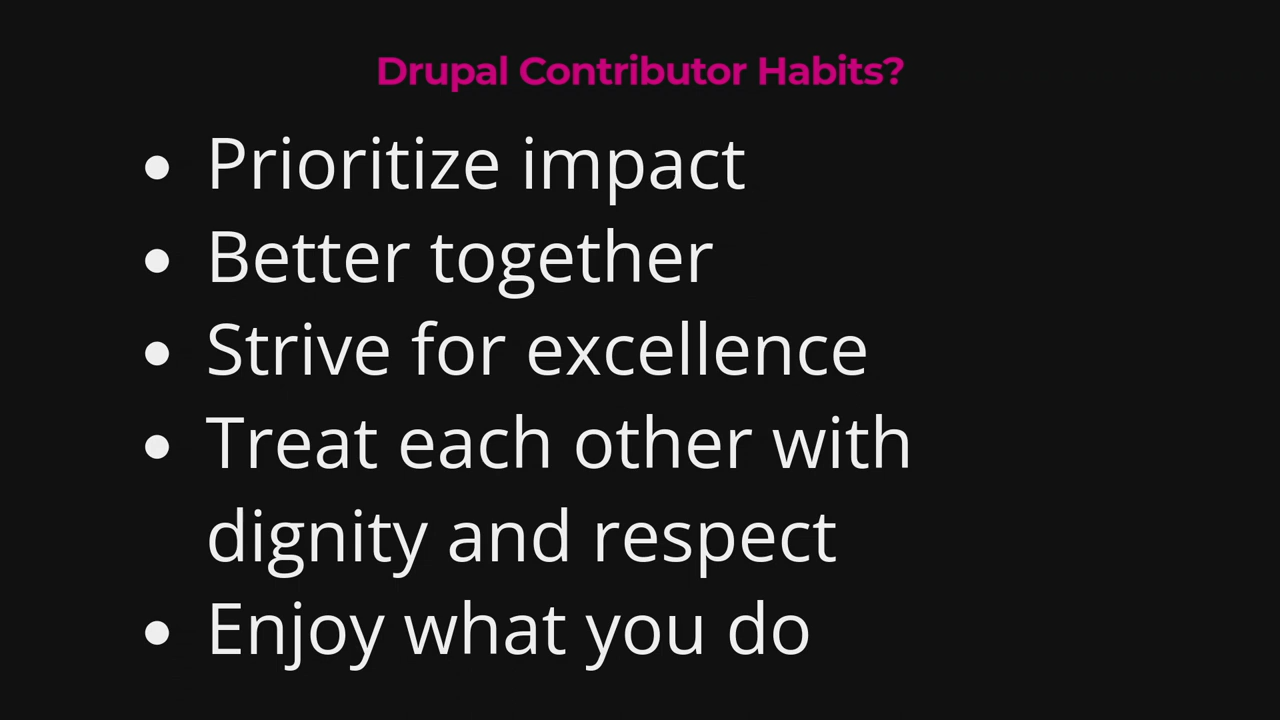 Drupal Contributor Habits?
• Prioritize impact
• Better together
• Strive for excellence
• Treat each other with
dignity and respect
• Enjoy what you do